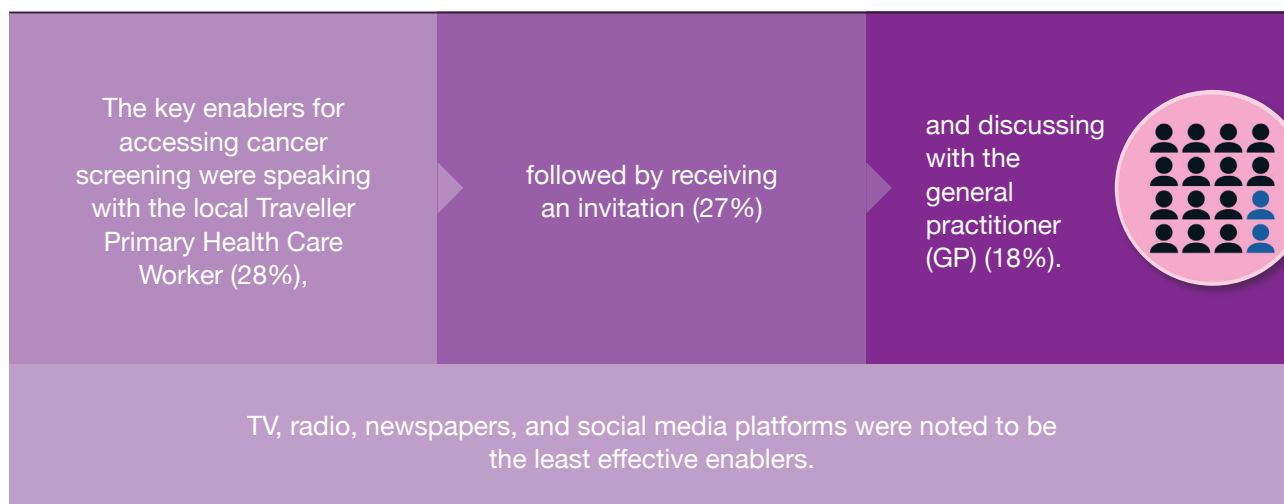 The key enablers for
accessing cancer
screening were speaking
with the local Traveller
Primary Health Care
Worker (28%),
followed by receiving
an invitation (27%)
and discussing
with the
general
practitioner
(GP) (18%).
TV, radio, newspapers, and social media platforms were noted to be
the least effective enablers.